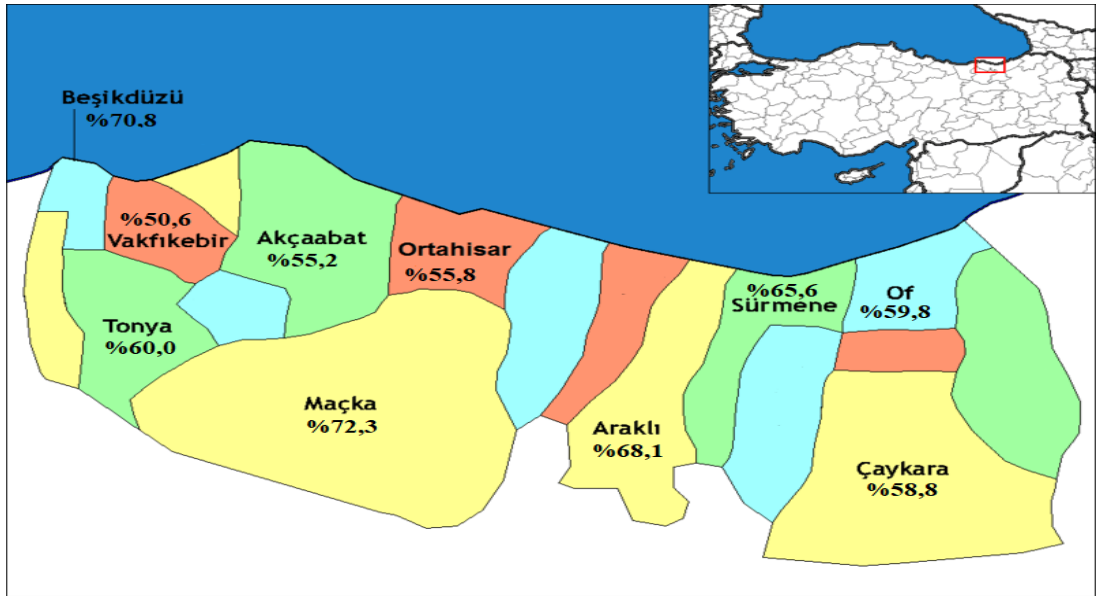 Beşikdüzü
%70,8
%50,6
Vakfıkebir
Akçaabat
%55,2
Ortahisar
%55,8
%65,6
Sürmene
Of
%59,8
Tonya
%60,0
Maçka
%72,3
Araklı
%68,1
Çaykara
%58,8